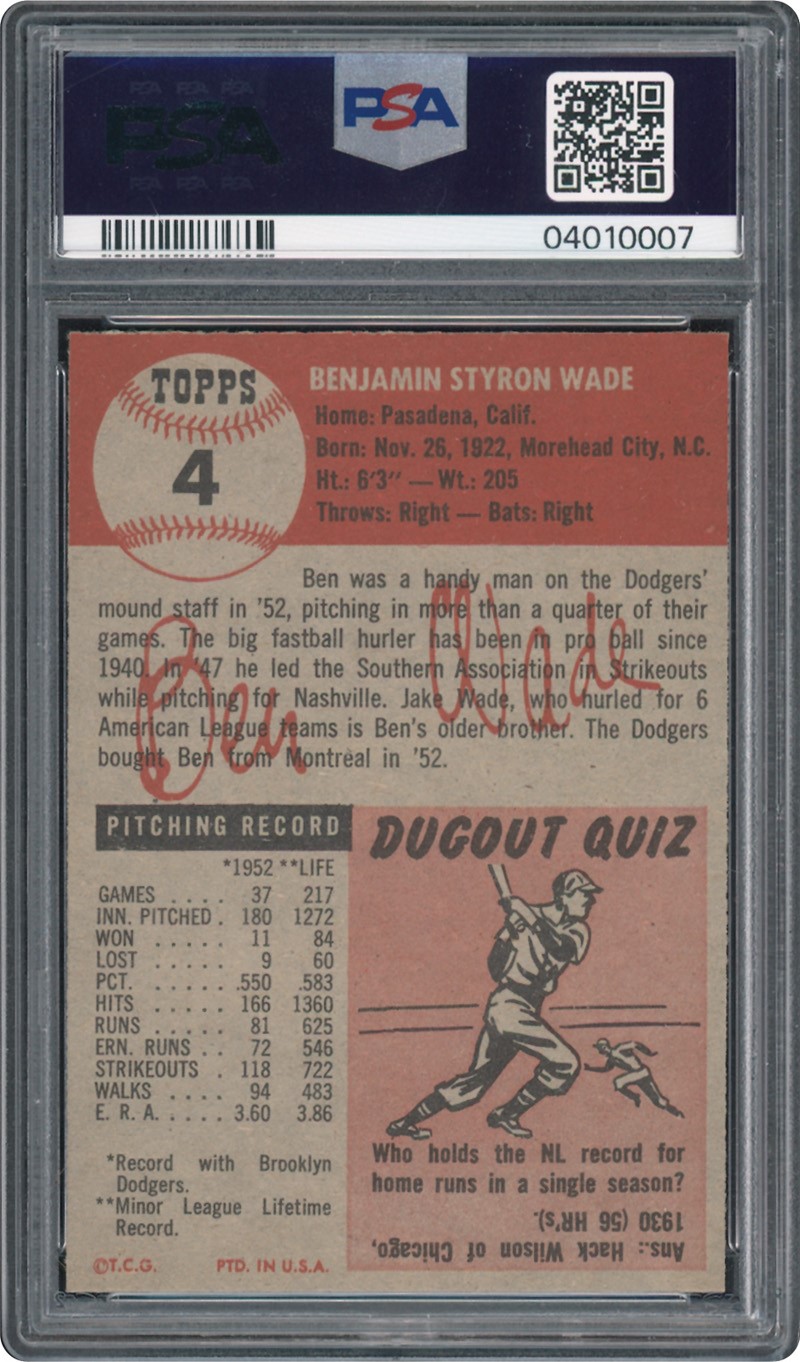 PSA PSA PSA
PSA
PSA PSA PSA
PSA
04010007
TOPPS
4
BENJAMIN STYRON WADE
Home: Pasadena, Calif.
Born: Nov. 26, 1922, Morehead City, N.C.
Ht.: 6'3" — Wt.: 205
Throws: Right — Bats: Right
Ben was a handy man on the Dodgers'
mound staff in '52, pitching in more than a quarter of their
games. The big fastball hurler has been in pro ball since
1940. In '47 he led the Southern Association in Strikeouts
while pitching for Nashville. Jake Wade, who hurled for 6
American League teams is Ben's older brother. The Dodgers
bought Ben from Montreal in '52.
Ben Wade
PITCHING RECORD
*1952 **LIFE
GAMES . . . . 37 217
INN. PITCHED . 180 1272
WON . . . . . 11 84
LOST . . . . . 9 60
PCT. . . . . . .550 .583
HITS . . . . . 166 1360
RUNS . . . . . 81 625
ERN. RUNS . . 72 546
STRIKEOUTS . 118 722
WALKS . . . . 94 483
E. R. A. . . . . 3.60 3.86
*Record with Brooklyn
Dodgers.
**Minor League Lifetime
Record.
©T.C.G. PTD. IN U.S.A.
DUGOUT QUIZ
Who holds the NL record for
home runs in a single season?
Ans.: Hack Wilson of Chicago,
1930 (56 HR's).